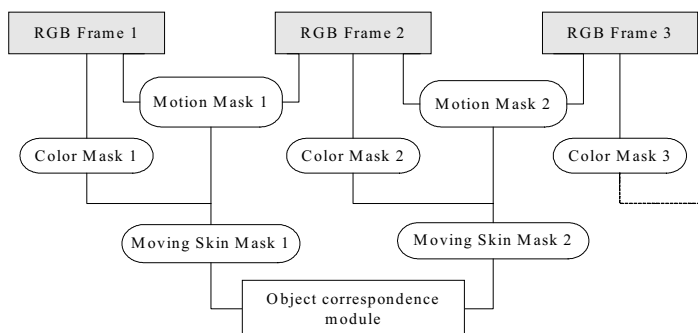 RGB Frame 1
RGB Frame 2
RGB Frame 3
Motion Mask 1
Motion Mask 2
Color Mask 1
Color Mask 2
Color Mask 3
Moving Skin Mask 1
Moving Skin Mask 2
Object correspondence
module